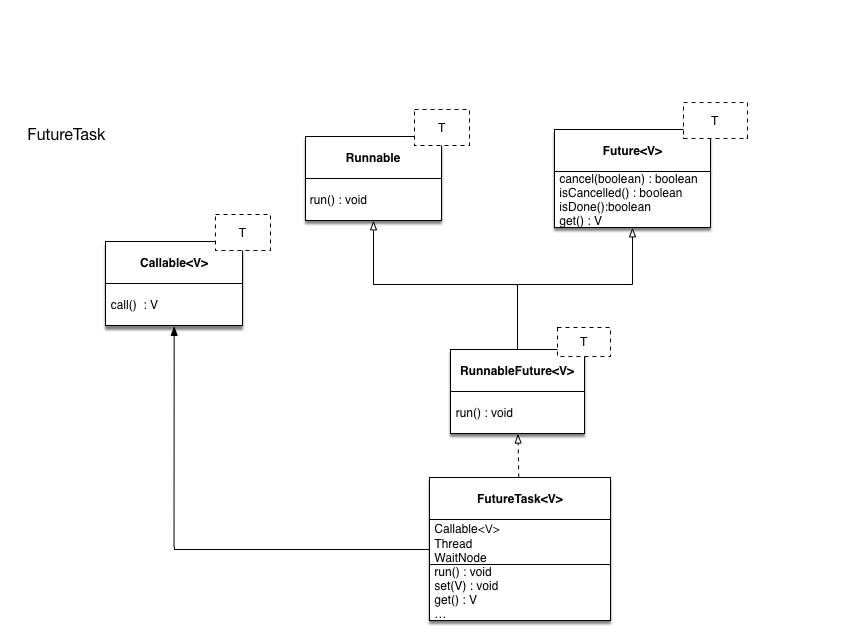 FutureTask
T
Runnable
run() : void
T
Future<V>
cancel(boolean) : boolean
isCancelled() : boolean
isDone():boolean
get() : V
T
Callable<V>
call()  : V
T
RunnableFuture<V>
run() : void
FutureTask<V>
Callable<V>
Thread
WaitNode
run() : void
set(V) : void
get() : V
...